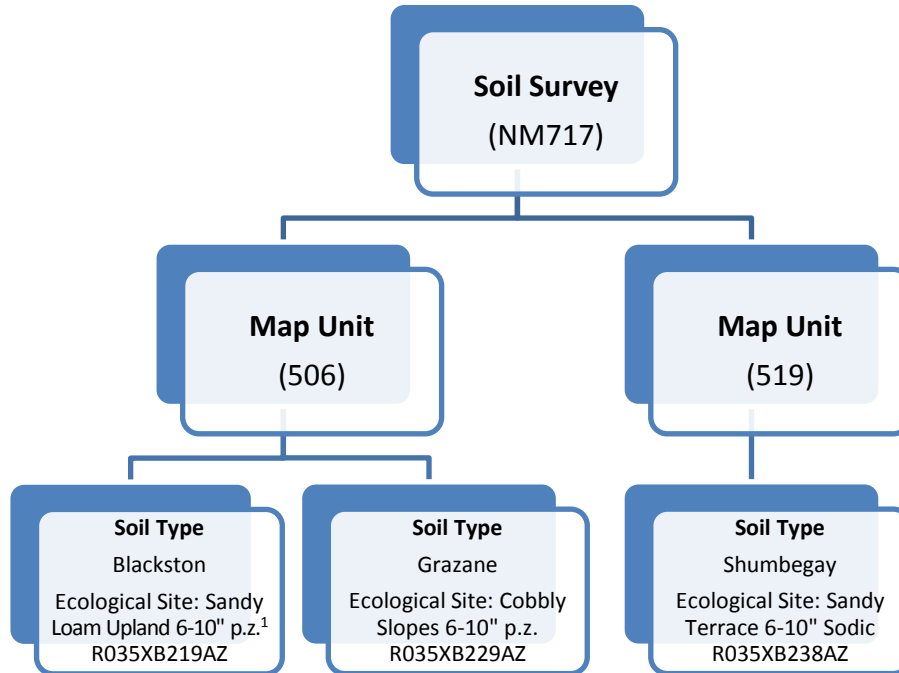 Soil Survey
(NM717)
Map Unit
(506)
Map Unit
(519)
Soil Type
Blackston
Ecological Site: Sandy
Loam Upland 6-10" p.z.¹
R035XB219AZ
Soil Type
Grazane
Ecological Site: Cobbly
Slopes 6-10" p.z.
R035XB229AZ
Soil Type
Shumbegay
Ecological Site: Sandy
Terrace 6-10" Sodic
R035XB238AZ